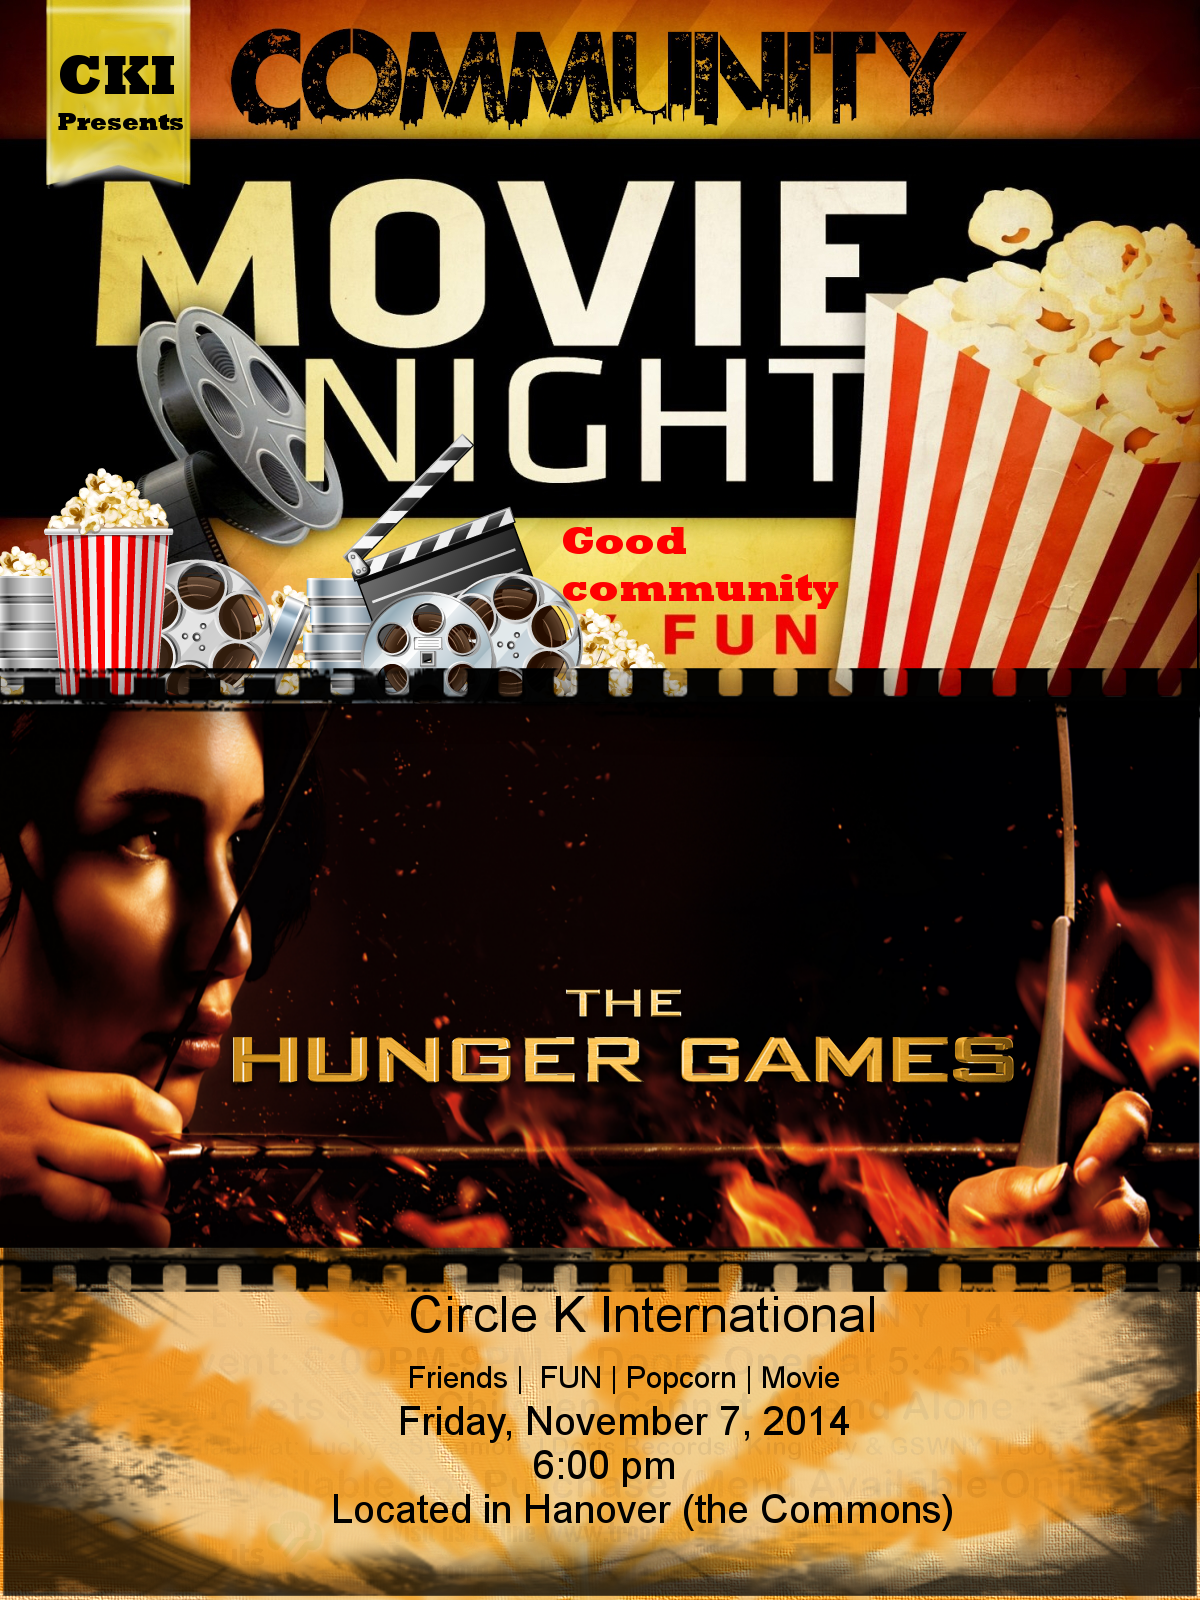 CKI
Presents
COMMUNITY
MOVIE
NIGHT
Good
community
FUN
THE
HUNGER GAMES
Circle K International
Friends | FUN | Popcorn | Movie
Friday, November 7, 2014
6:00 pm
Located in Hanover (the Commons)